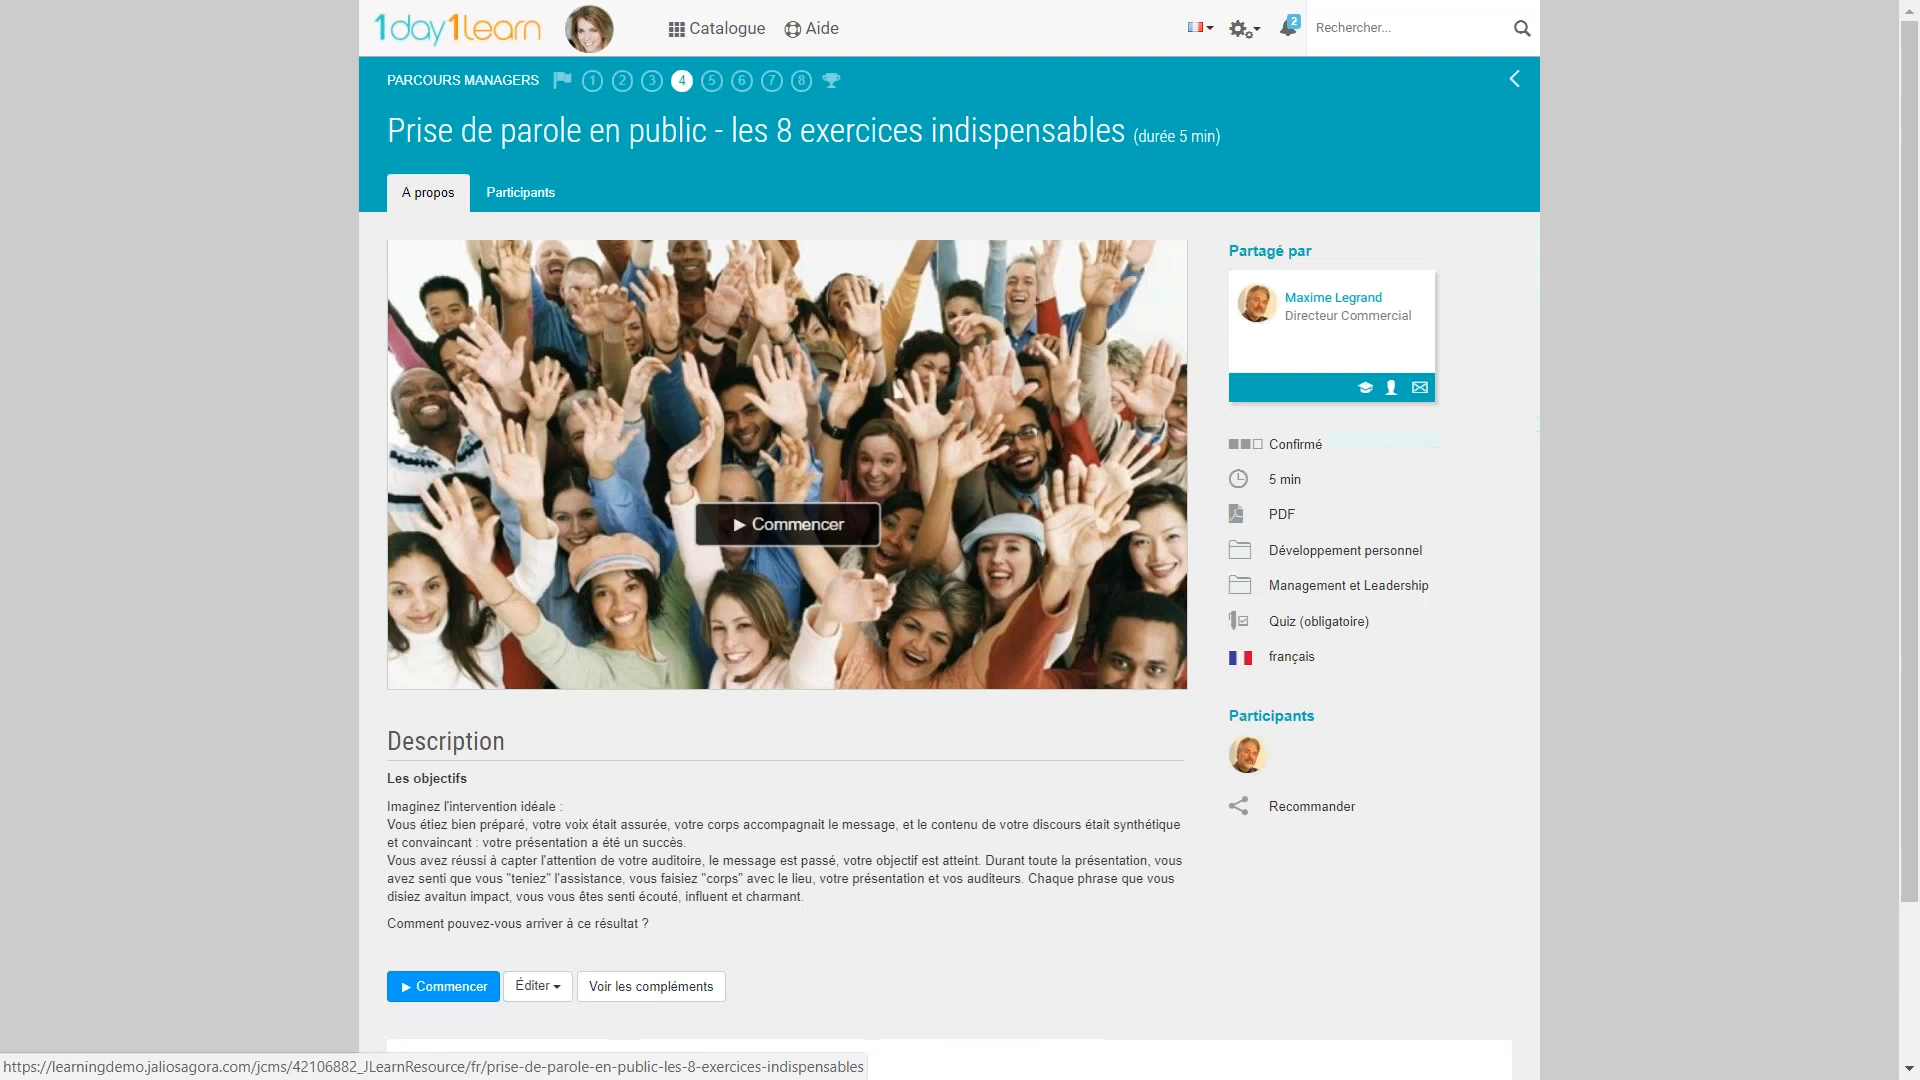 1day1learn
Catalogue
Aide
2
Rechercher...
PARCOURS MANAGERS 1 2 3 4 5 6 7 8
Prise de parole en public - les 8 exercices indispensables (durée 5 min)
A propos
Participants
Commencer
Partagé par
Maxime Legrand
Directeur Commercial
Confirmé
5 min
PDF
Développement personnel
Management et Leadership
Quiz (obligatoire)
français
Participants
Recommander
Description
Les objectifs
Imaginez l'intervention idéale :
Vous étiez bien préparé, votre voix était assurée, votre corps accompagnait le message, et le contenu de votre discours était synthétique
et convaincant : votre présentation a été un succès.
Vous avez réussi à capter l'attention de votre auditoire, le message est passé, votre objectif est atteint. Durant toute la présentation, vous
avez senti que vous "teniez" l'assistance, vous faisiez "corps" avec le lieu, votre présentation et vos auditeurs. Chaque phrase que vous
disiez avaitun impact, vous vous êtes senti écouté, influent et charmant.
Comment pouvez-vous arriver à ce résultat ?
Commencer
Éditer
Voir les compléments
https://learningdemo.jaliosagora.com/jcms/42106882_JLearnResource/fr/prise-de-parole-en-public-les-8-exercices-indispensables